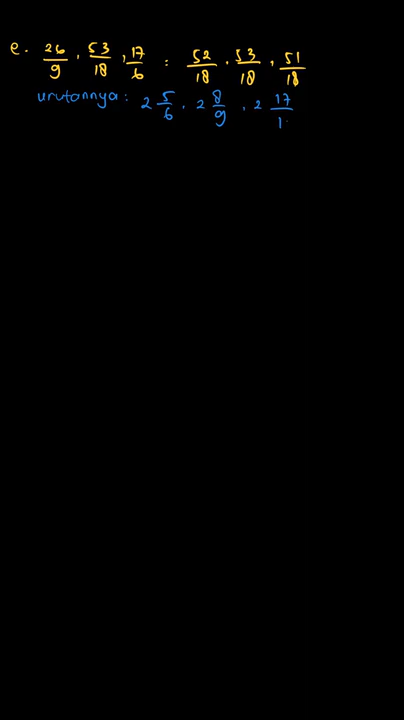 e. 26/9, 53/18, 17/6 : 52/18, 53/18, 51/18
urutannya: 2 5/6, 2 8/9, 2 17/1